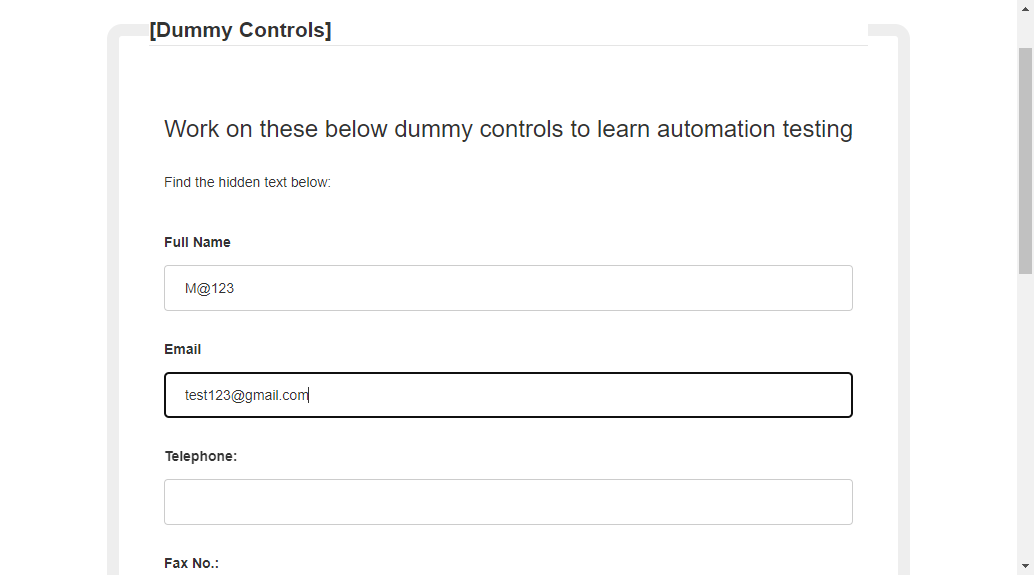 [Dummy Controls]
Work on these below dummy controls to learn automation testing
Find the hidden text below:
Full Name
M@123
Email
test123@gmail.com
Telephone:
Fax No.: